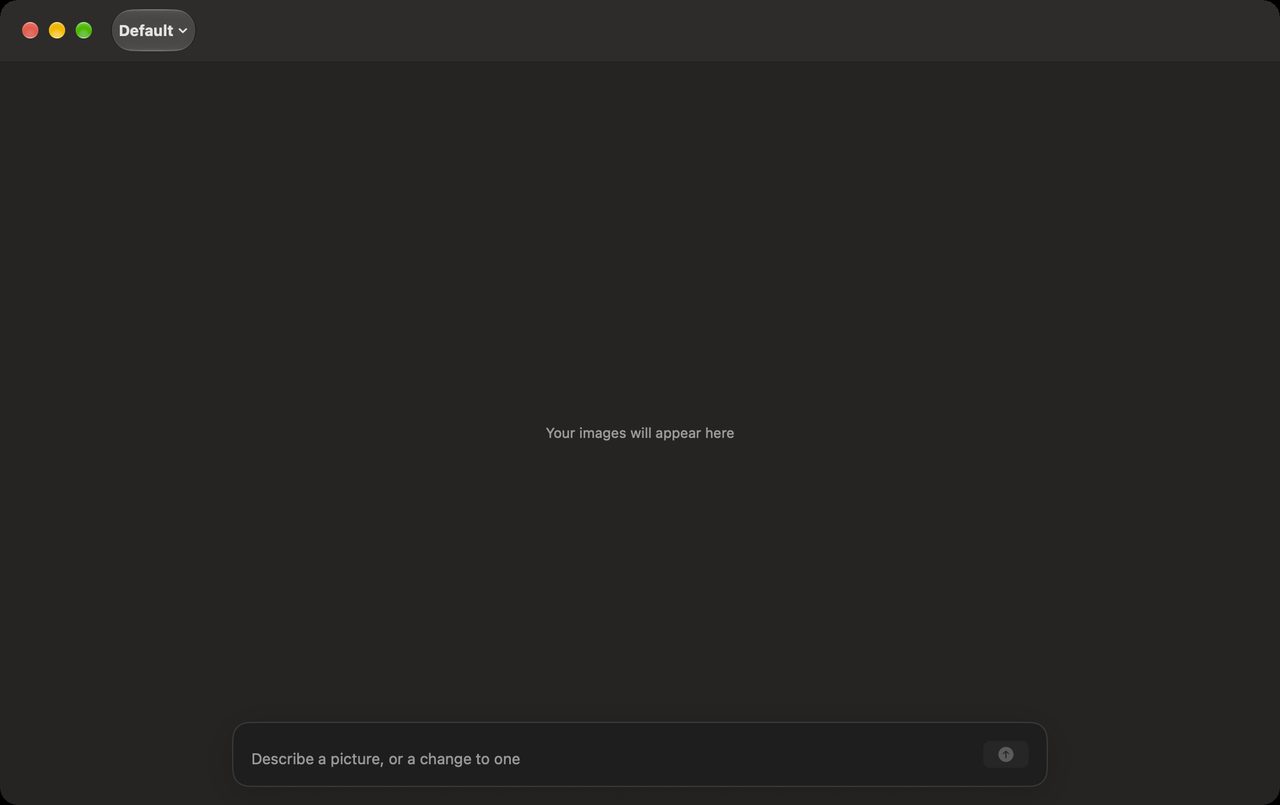 Default
Your images will appear here
Describe a picture, or a change to one